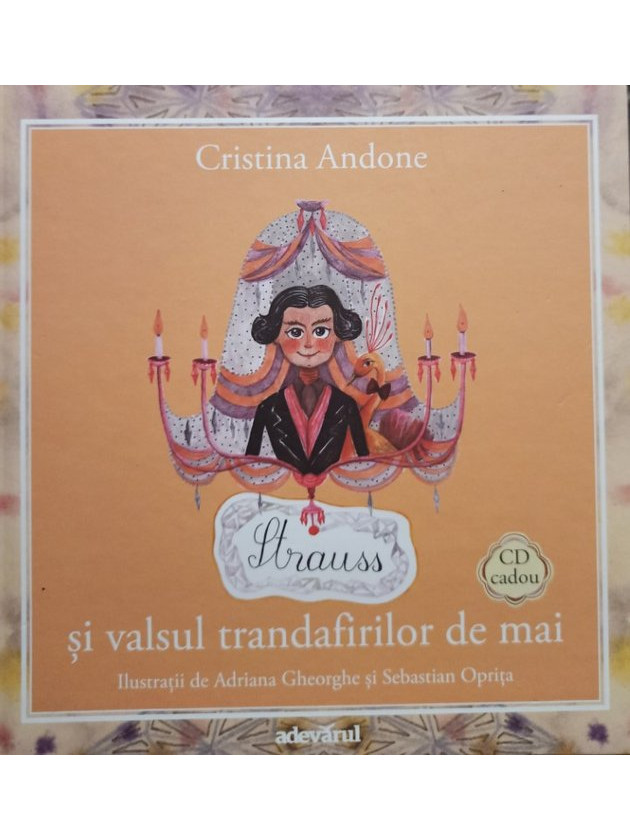 Cristina Andone
Strauss
CD
cadou
și valsul trandafirilor de mai
Ilustrații de Adriana Gheorghe și Sebastian Oprița
adevărul